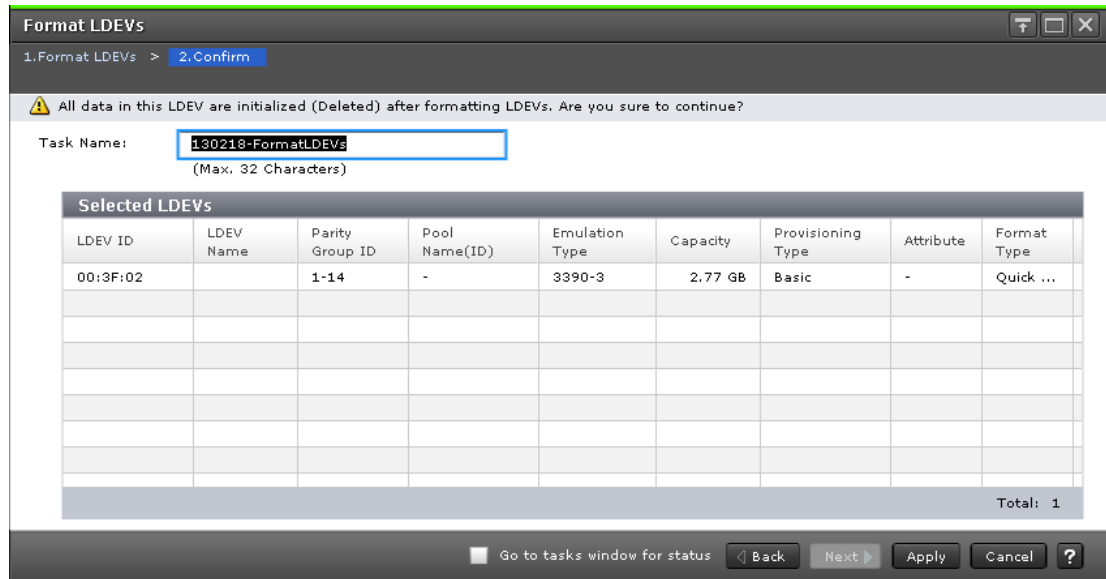 Format LDEVs
1.Format LDEVs > 2.Confirm
All data in this LDEV are initialized (Deleted) after formatting LDEVs. Are you sure to continue?
Task Name: 130218-FormatLDEVs
(Max. 32 Characters)
Selected LDEVs
LDEV ID LDEV Name Parity Group ID Pool Name(ID) Emulation Type Capacity Provisioning Type Attribute Format Type
00:3F:02 1-14 - 3390-3 2.77 GB Basic - Quick ...
Total: 1
Go to tasks window for status Back Next Apply Cancel ?